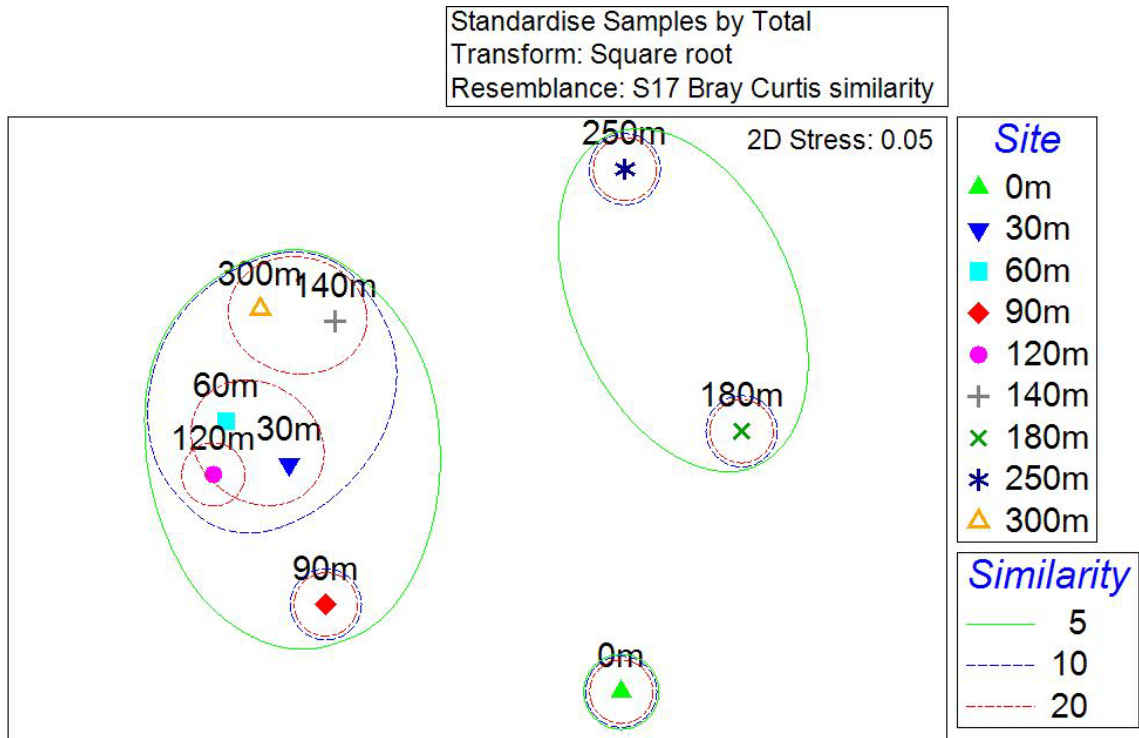 Standardise Samples by Total
Transform: Square root
Resemblance: S17 Bray Curtis similarity
250m
2D Stress: 0.05
300m
140m
60m
180m
120m
30m
90m
0m
Site
0m
30m
60m
90m
120m
140m
180m
250m
300m
Similarity
5
10
20